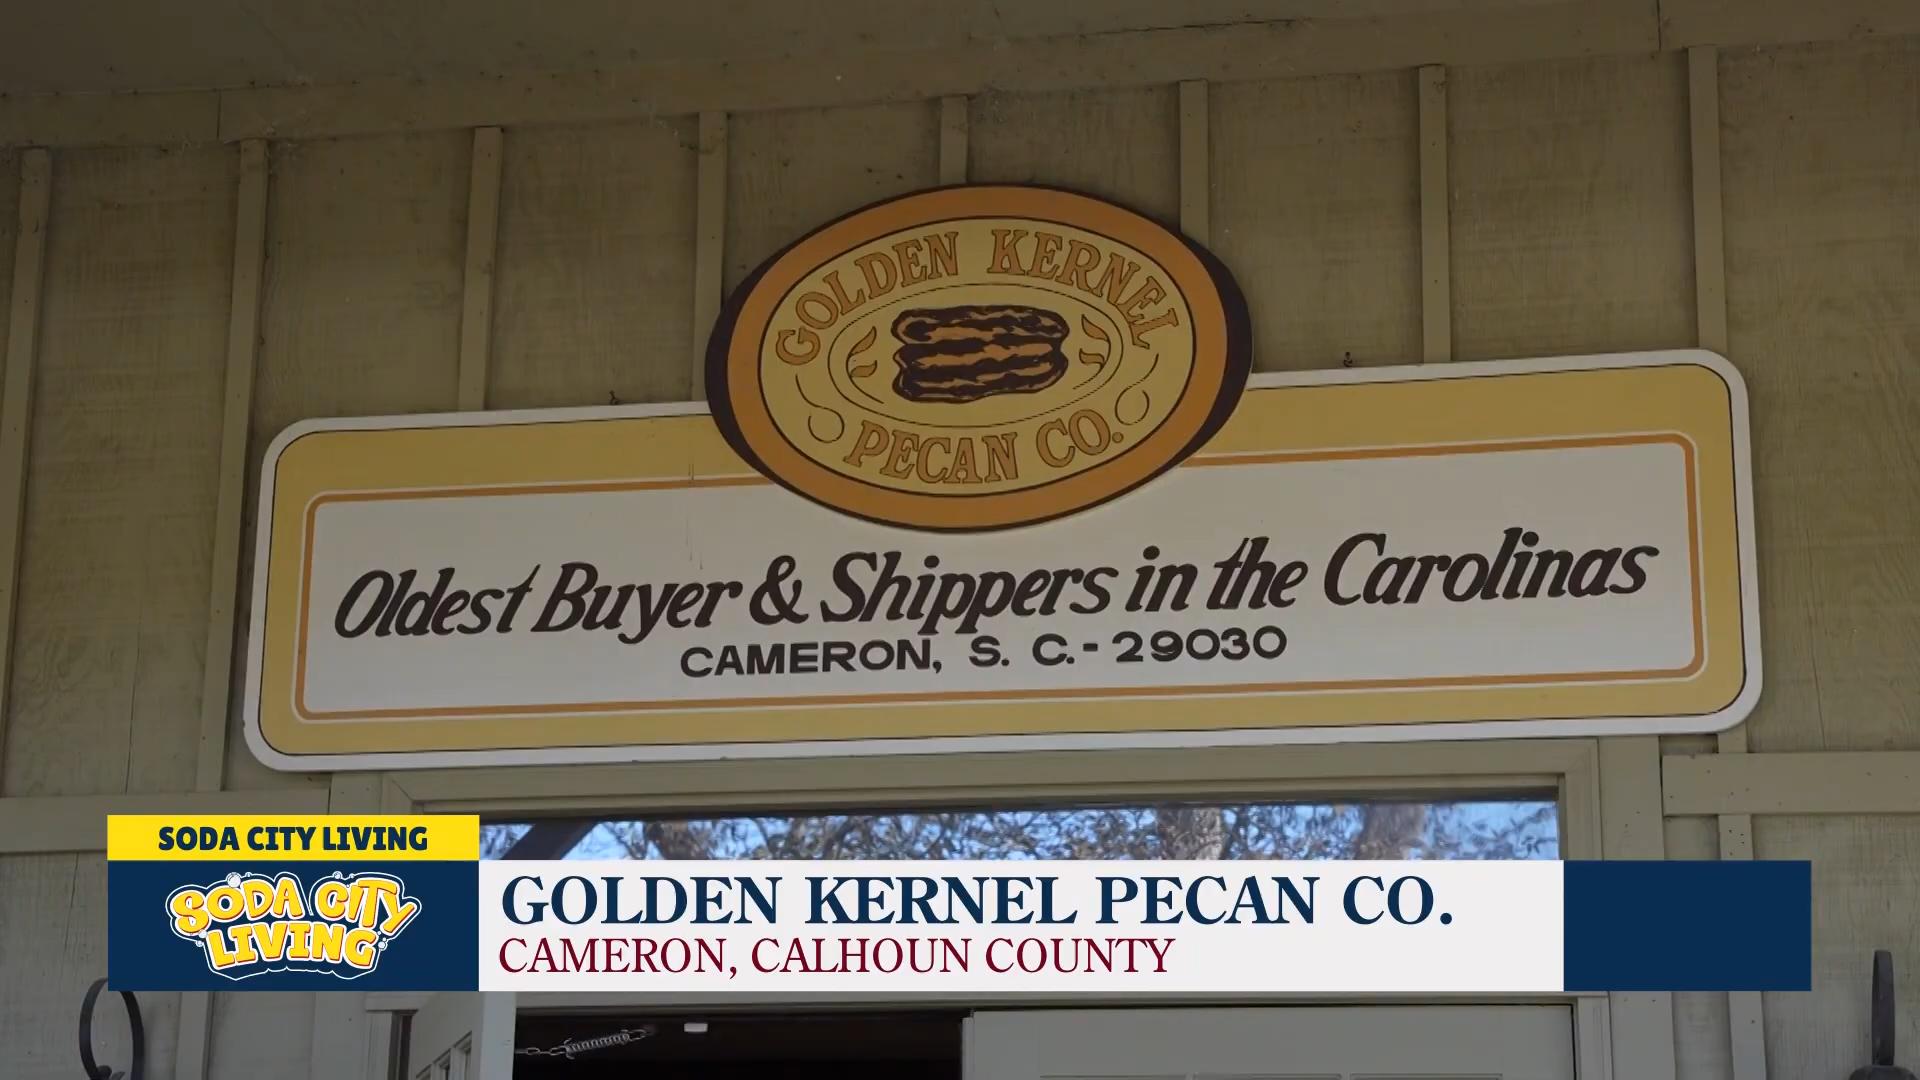 GOLDEN KERNEL
PECAN CO.
Oldest Buyer & Shippers in the Carolinas
CAMERON, S. C.-29030
SODA CITY LIVING
SODA CITY
LIVING
GOLDEN KERNEL PECAN CO.
CAMERON, CALHOUN COUNTY